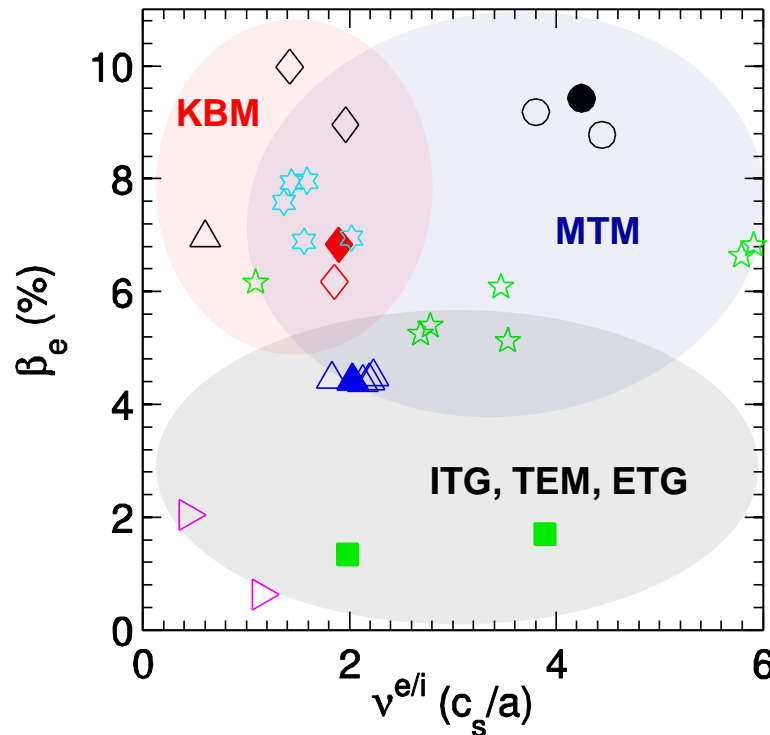 10
KBM
8
MTM
6
4
ITG, TEM, ETG
2
0
0 2 4 6
β_e (%)
ν^{e/i} (c_s/a)